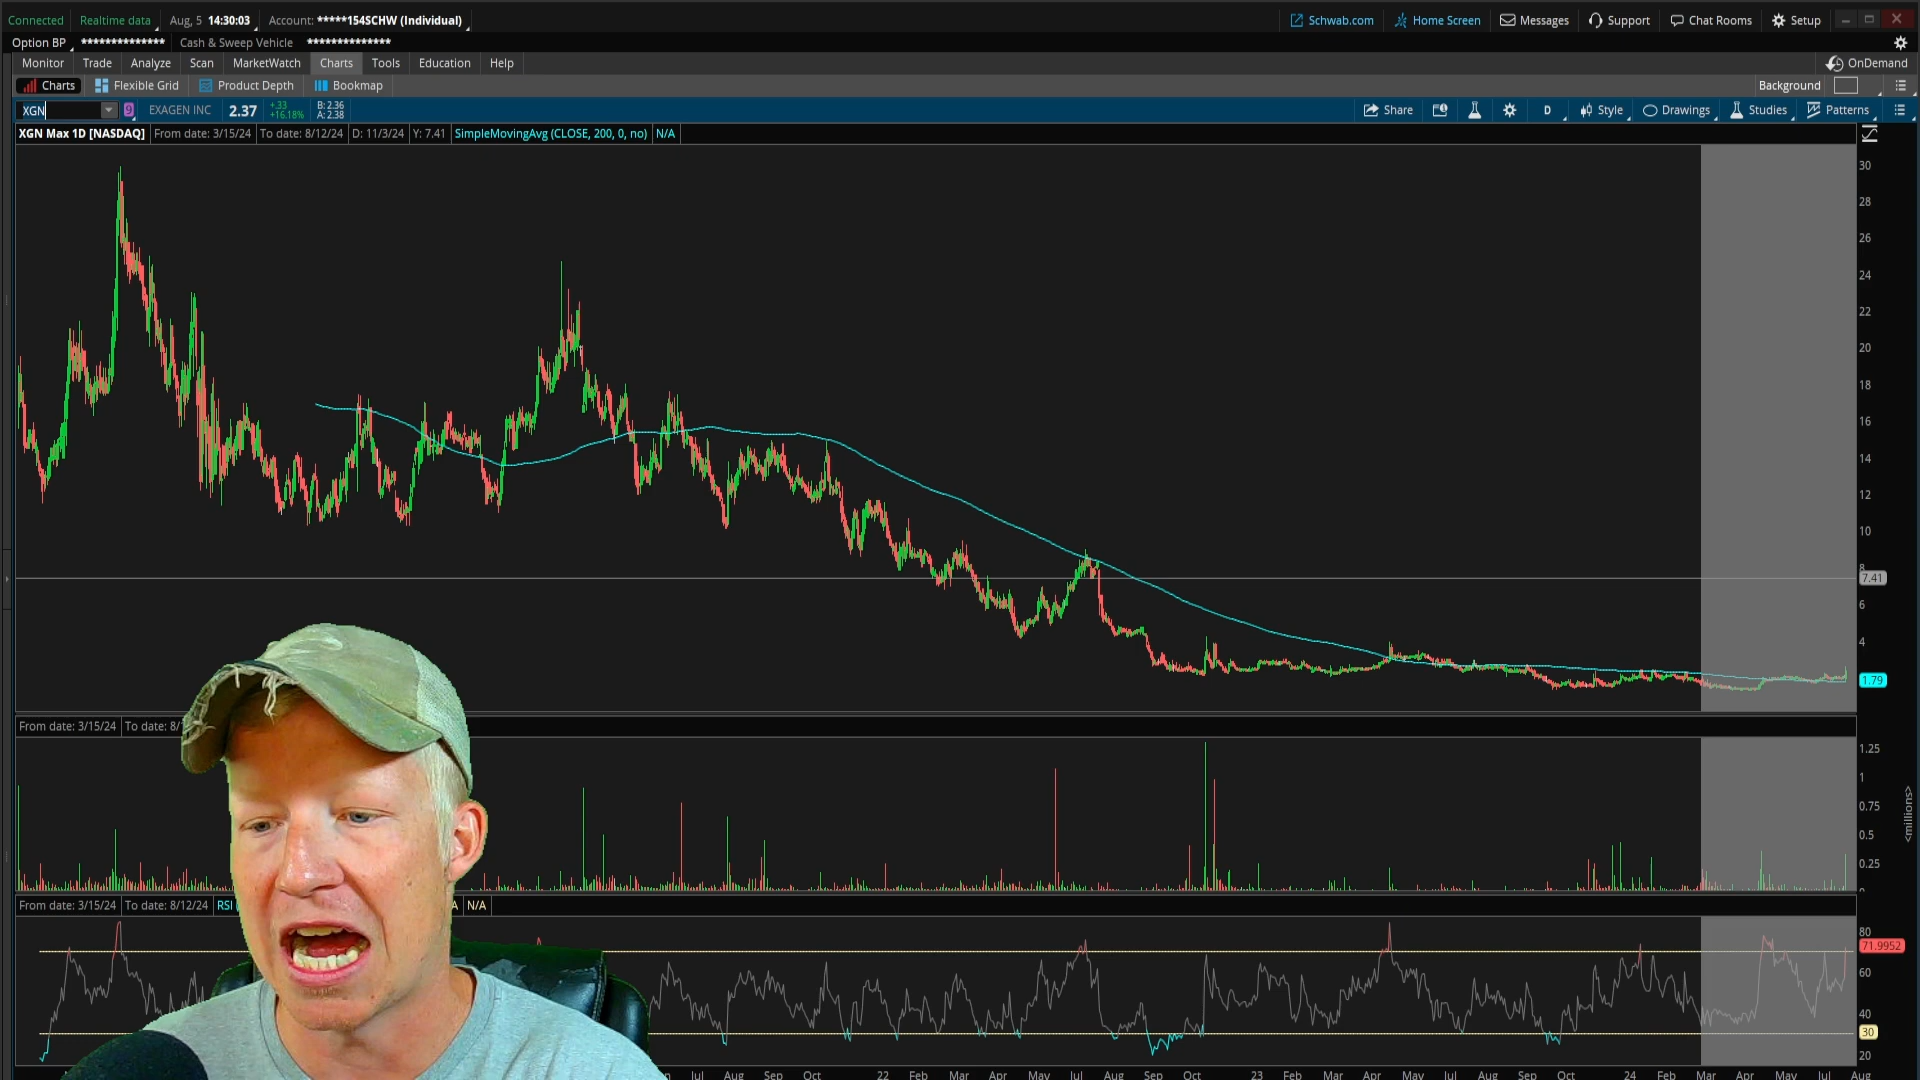 Connected Realtime data Aug, 5 14:30:03 Account: *****154SCHW (Individual) Schwab.com Home Screen Messages Support Chat Rooms Setup
Option BP ************** Cash & Sweep Vehicle **************
Monitor Trade Analyze Scan MarketWatch Charts Tools Education Help OnDemand
Charts Flexible Grid Product Depth Bookmap Background
XGN 9 EXAGEN INC 2.37 +.33 B: 2.36 Share D Style Drawings Studies Patterns
+16.18% A: 2.38
XGN Max 1D [NASDAQ] From date: 3/15/24 To date: 8/12/24 D: 11/3/24 Y: 7.41 SimpleMovingAvg (CLOSE, 200, 0, no) N/A
30
28
26
24
22
20
18
16
14
12
10
8
7.41
6
4
1.79
From date: 3/15/24 To date: 8/
1.25
1
0.75
0.5
0.25
0
<millions>
From date: 3/15/24 To date: 8/12/24 RSI A N/A
80
71.9952
60
40
30
20
Jul Aug Sep Oct 22 Feb Mar Apr May Jul Aug Sep Oct 23 Feb Mar Apr May Jul Aug Sep Oct 24 Feb Mar Apr May Jul Aug